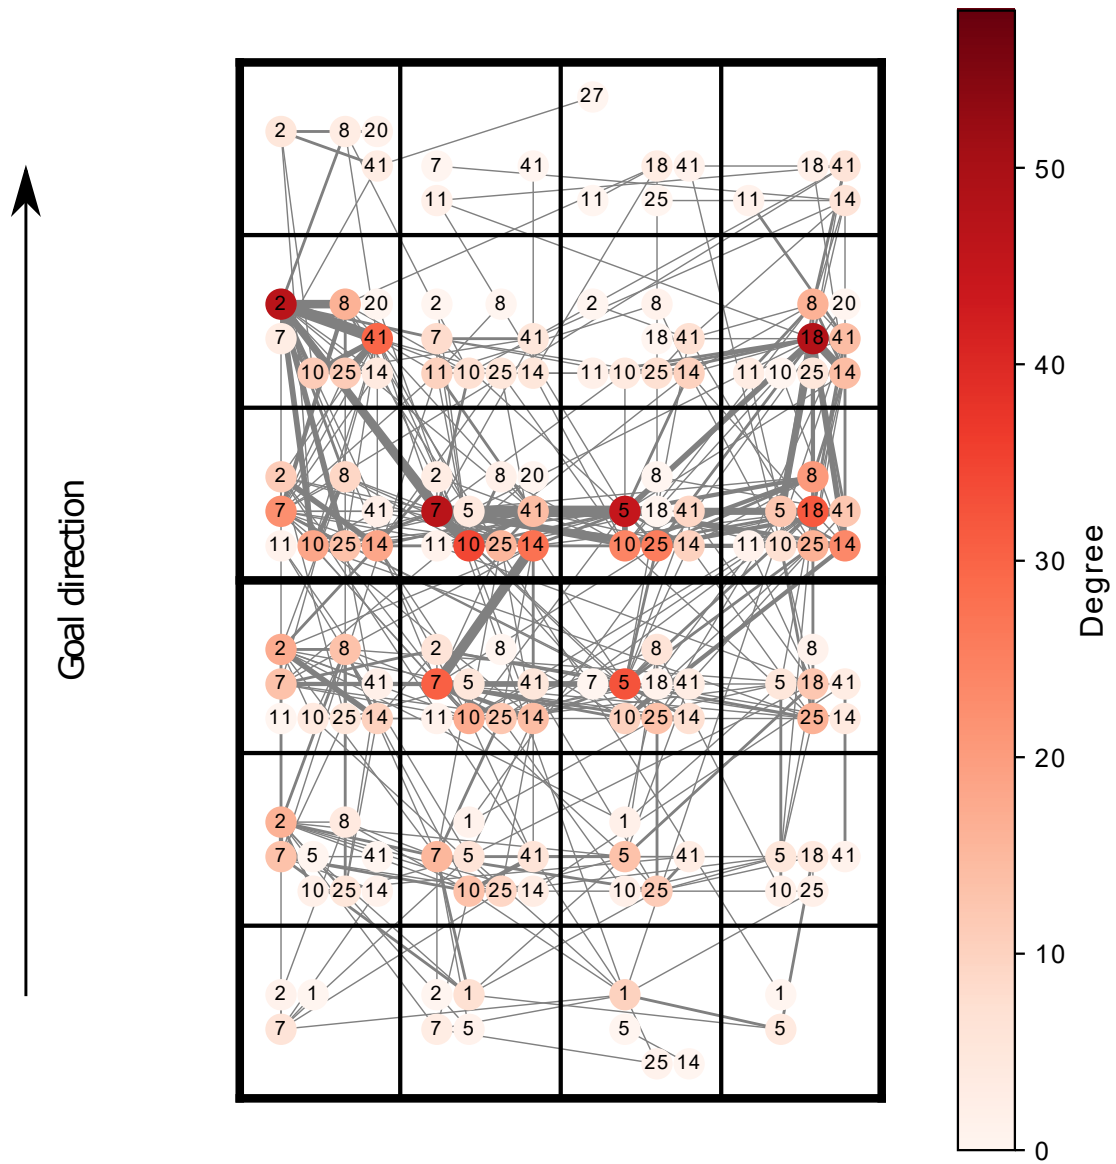 27
2 8 20
41 7 41 18 41 18 41
11 11 25 11 14
2 8 20 2 8 2 8 8 20
7 41 7 41 18 41 18 41
10 25 14 11 10 25 14 11 10 25 14 11 10 25 14
2 8 2 8 20 8 8
7 41 7 5 41 5 18 41 5 18 41
11 10 25 14 11 10 25 14 10 25 14 11 10 25 14
2 8 2 8 8 8
7 41 7 5 41 7 5 18 41 5 18 41
11 10 25 14 11 10 25 14 10 25 14 25 14
2 8 1 1
7 5 41 7 5 41 5 41 5 18 41
10 25 14 10 25 14 10 25 10 25
2 1 2 1 1 1
7 7 5 5 5
25 14
Goal direction
50
40
30
20
10
0
Degree